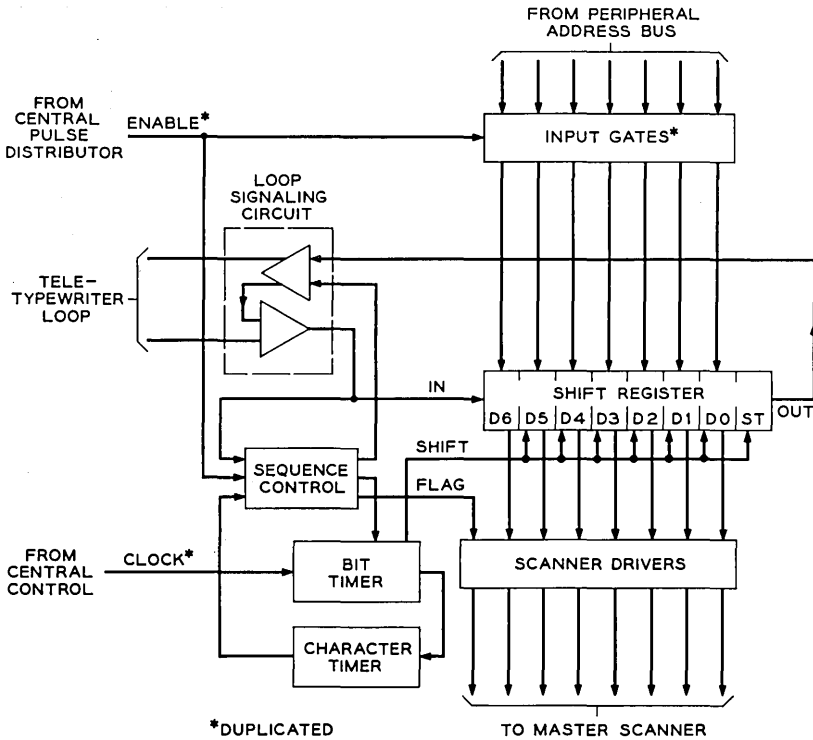 FROM PERIPHERAL
ADDRESS BUS
FROM
CENTRAL
PULSE
DISTRIBUTOR
ENABLE*
INPUT GATES*
LOOP
SIGNALING
CIRCUIT
TELE-
TYPEWRITER
LOOP
IN
SHIFT REGISTER
D6 D5 D4 D3 D2 D1 D0 ST
OUT
SHIFT
SEQUENCE
CONTROL
FLAG
FROM
CENTRAL
CONTROL
CLOCK*
BIT
TIMER
SCANNER DRIVERS
CHARACTER
TIMER
*DUPLICATED
TO MASTER SCANNER